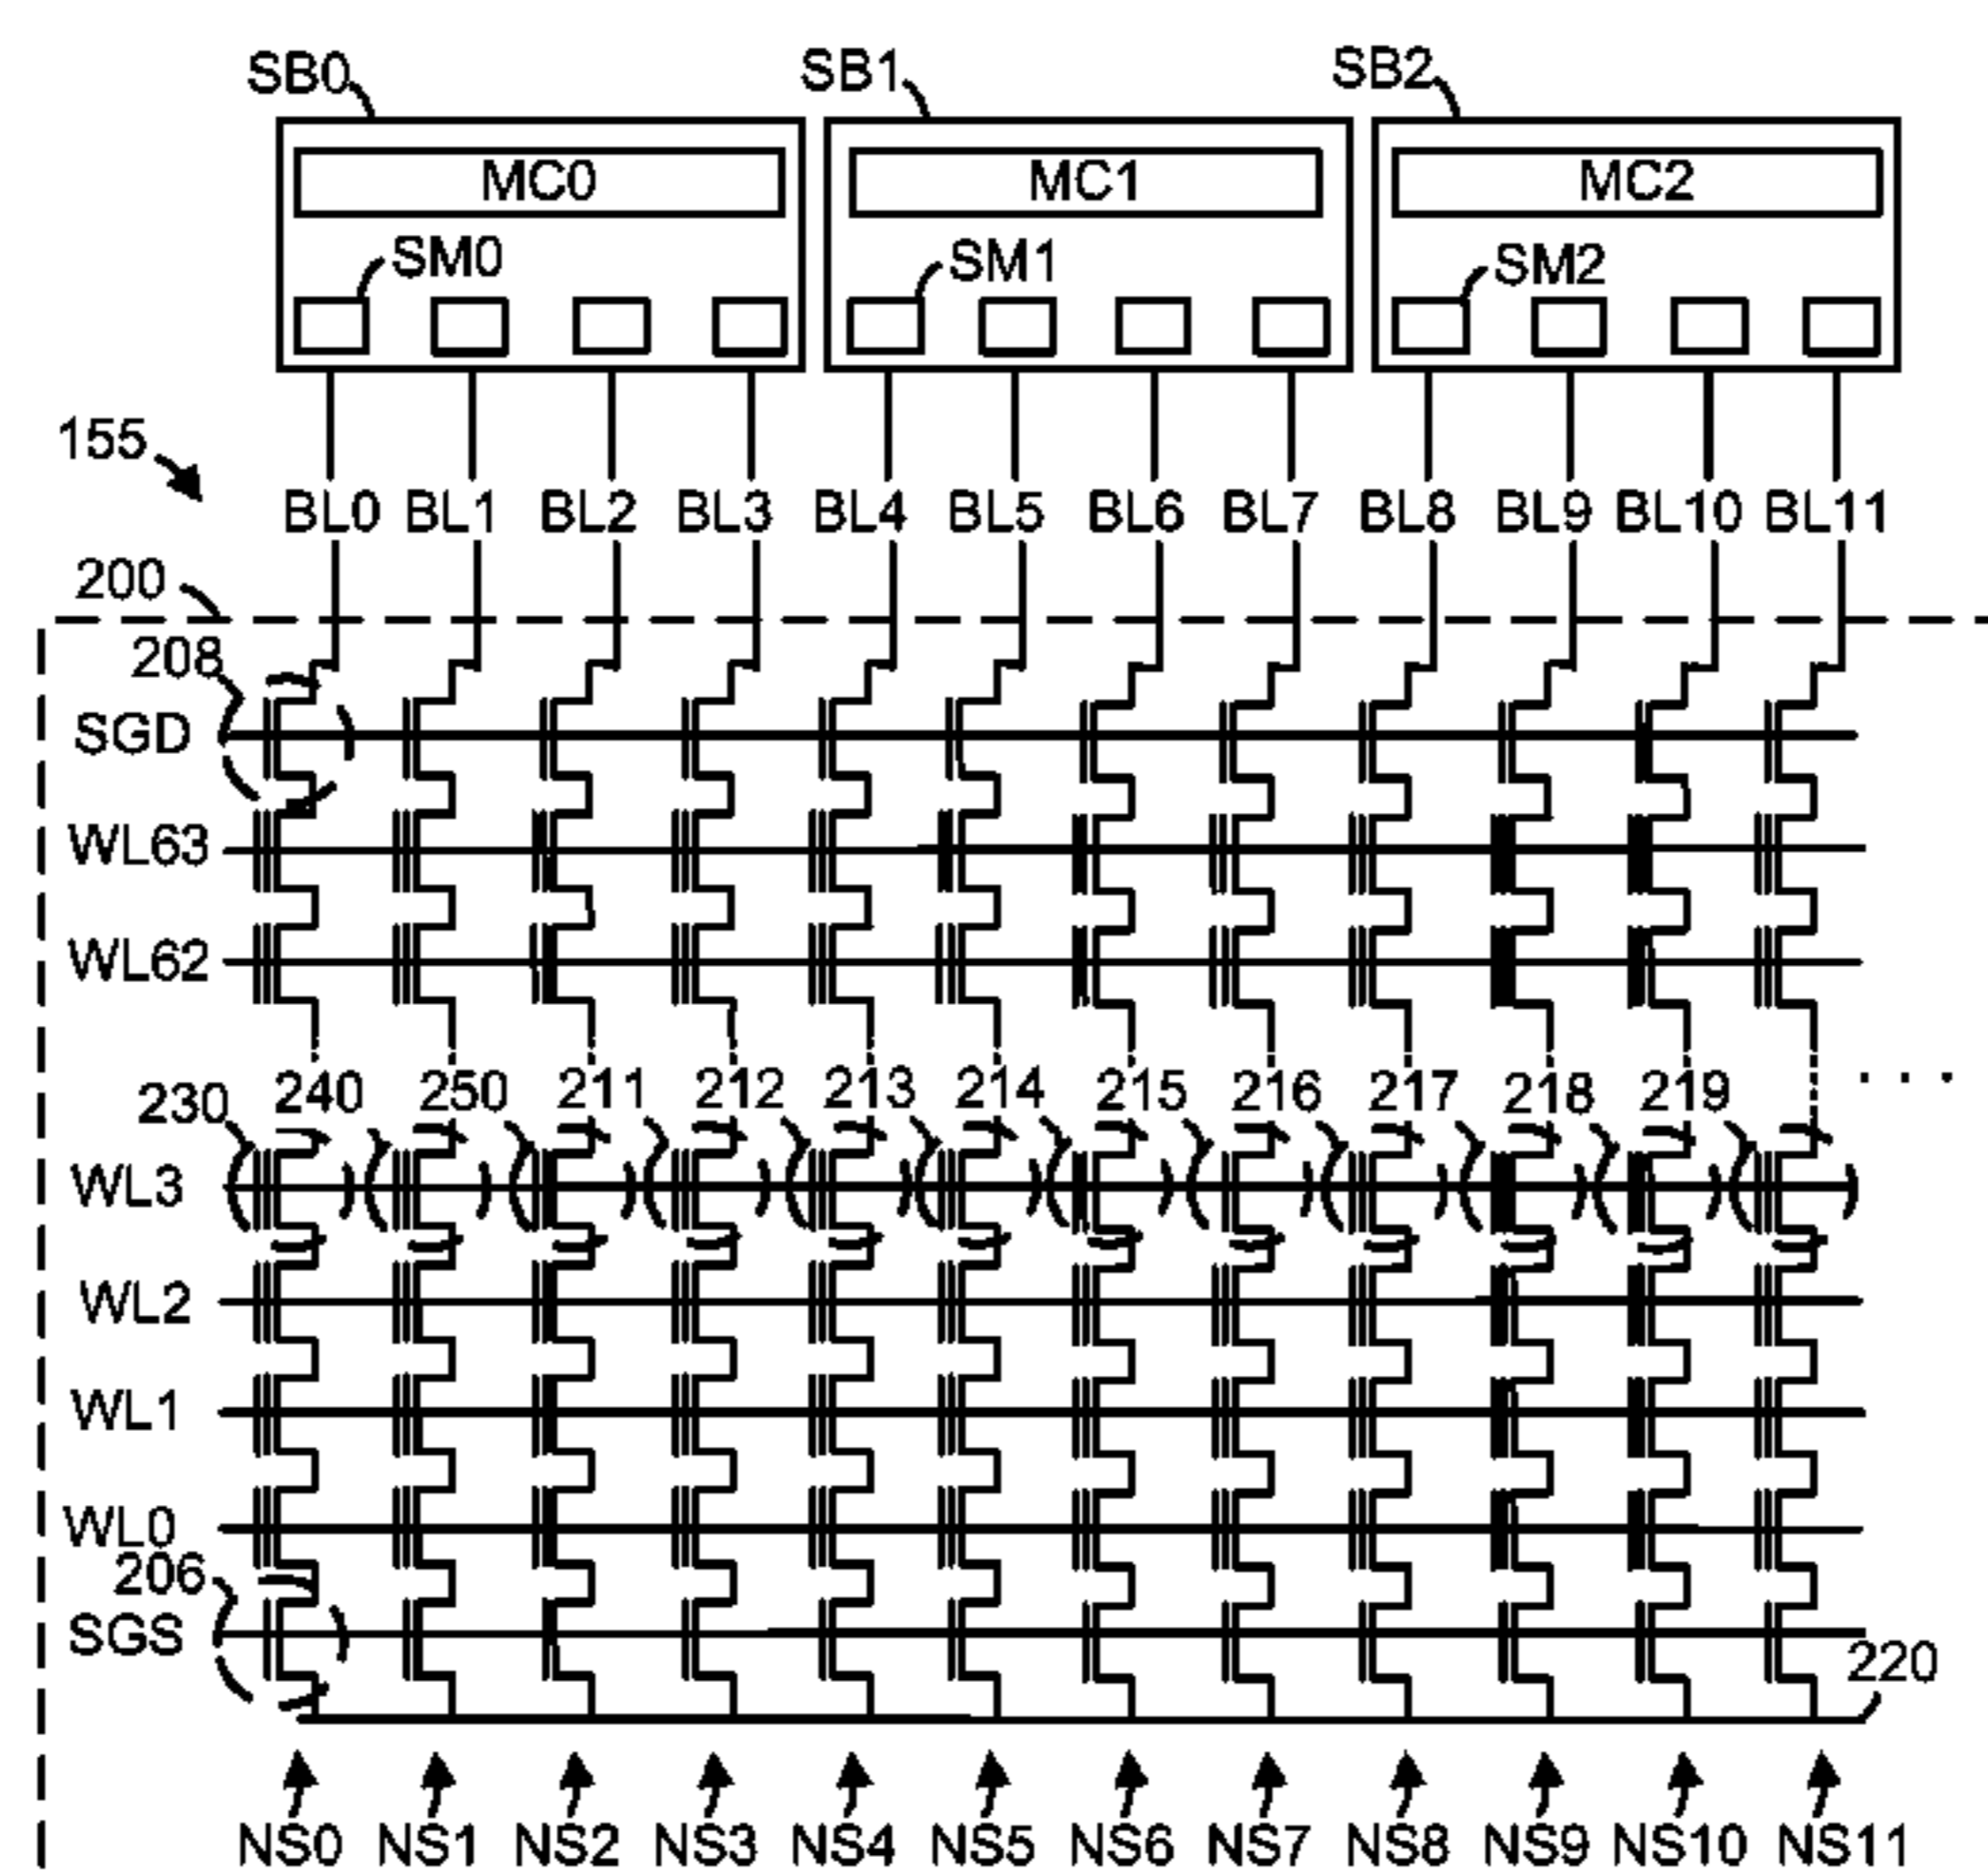 SB0 SB1 SB2
MC0 MC1 MC2
SM0 SM1 SM2
155
BL0 BL1 BL2 BL3 BL4 BL5 BL6 BL7 BL8 BL9 BL10 BL11
200
208
SGD
WL63
WL62
230 240 250 211 212 213 214 215 216 217 218 219 . . .
WL3
WL2
WL1
WL0
206
SGS
220
NS0 NS1 NS2 NS3 NS4 NS5 NS6 NS7 NS8 NS9 NS10 NS11